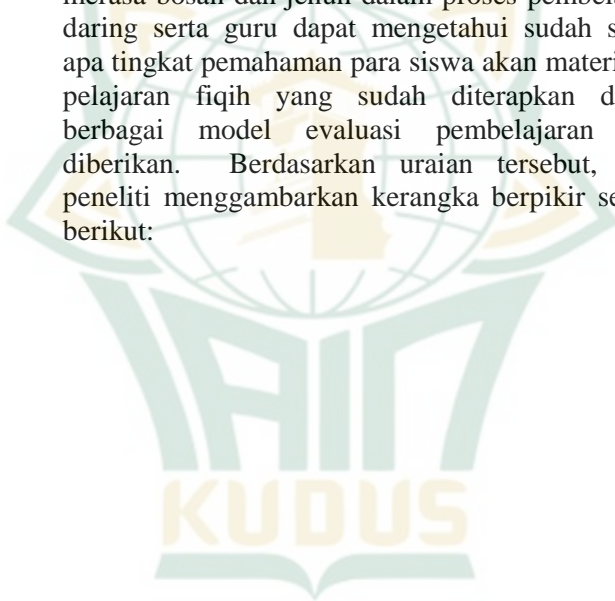 merasa bosan dan jenuh dalam proses
daring serta guru dapat mengetahui sudah
apa tingkat pemahaman para siswa akan materi
pelajaran fiqih yang sudah diterapkan
berbagai model evaluasi pembelajaran
diberikan. Berdasarkan uraian tersebut,
peneliti menggambarkan kerangka berpikir
berikut:
IAIN
KUDUS